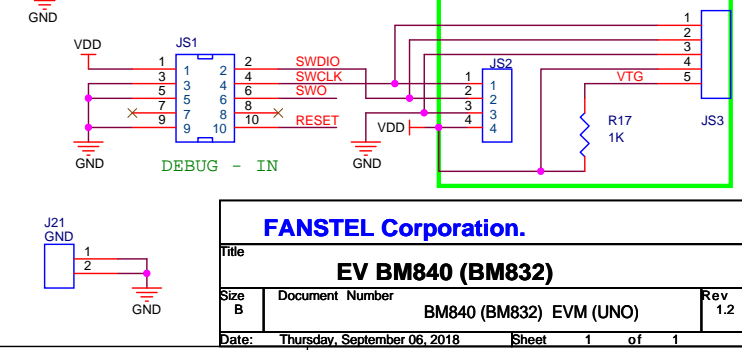 GND
VDD
JS1
1 1 2 2 SWDIO
3 3 4 4 SWCLK
5 5 6 6 SWO
7 7 8 8
9 9 10 10 RESET
GND
DEBUG - IN
JS2
1 1
2 2
3 3
4 4
VDD
GND
1
2
3
4
5
VTG
JS3
R17
1K
J21
GND
1
2
GND
FANSTEL Corporation.
Title
EV BM840 (BM832)
Size
B
Document Number
BM840 (BM832) EVM (UNO)
Rev
1.2
Date: Thursday, September 06, 2018 Sheet 1 of 1